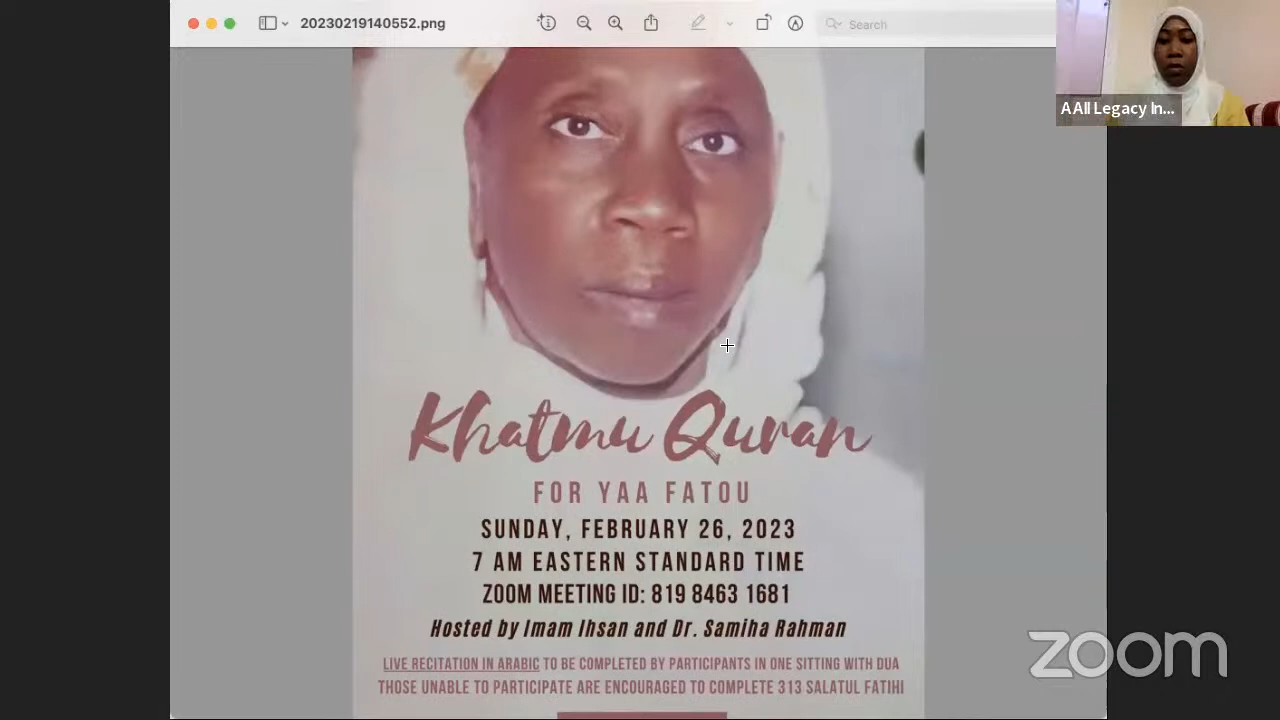 20230219140552.png
Search
AAII Legacy In...
Khatmu Quran
FOR YAA FATOU
SUNDAY, FEBRUARY 26, 2023
7 AM EASTERN STANDARD TIME
ZOOM MEETING ID: 819 8463 1681
Hosted by Imam Ihsan and Dr. Samiha Rahman
LIVE RECITATION IN ARABIC TO BE COMPLETED BY PARTICIPANTS IN ONE SITTING WITH DUA
THOSE UNABLE TO PARTICIPATE ARE ENCOURAGED TO COMPLETE 313 SALATUL FATIHI
zoom